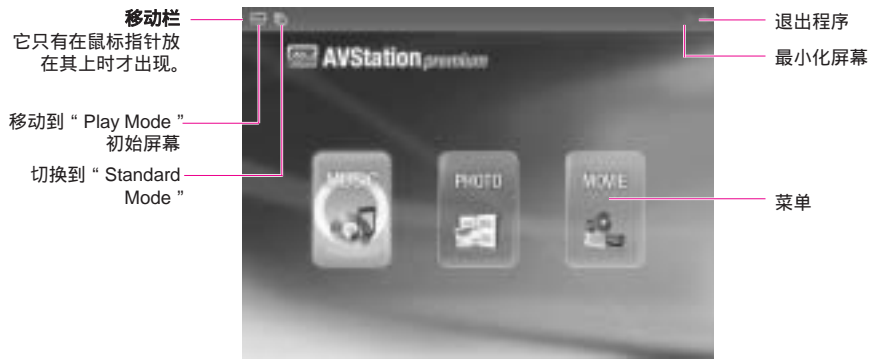 移动栏
它只有在鼠标指针放
在其上时才出现。
移动到 “ Play Mode ”
初始屏幕
切换到 “ Standard
Mode ”
AVStation premium
MUSIC
PHOTO
MOVIE
退出程序
最小化屏幕
菜单